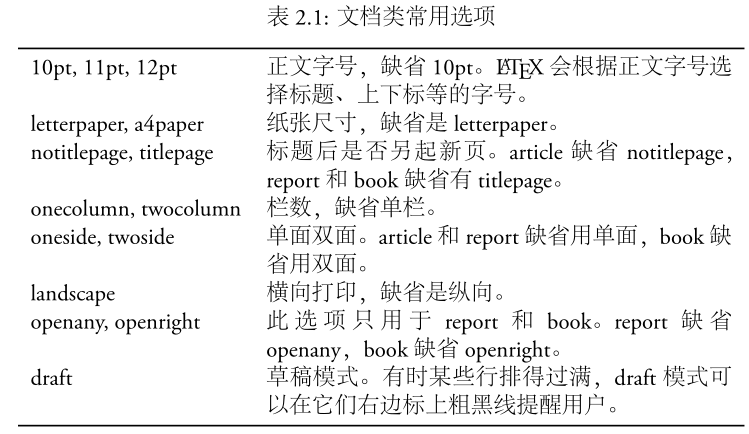 表 2.1: 文档类常用选项
10pt, 11pt, 12pt 正文字号，缺省 10pt。LATEX 会根据正文字号选
择标题、上下标等的字号。
letterpaper, a4paper 纸张尺寸，缺省是 letterpaper。
notitlepage, titlepage 标题后是否另起新页。article 缺省 notitlepage，
report 和 book 缺省有 titlepage。
onecolumn, twocolumn 栏数，缺省单栏。
oneside, twoside 单面双面。article 和 report 缺省用单面，book 缺
省用双面。
landscape 横向打印，缺省是纵向。
openany, openright 此选项只用于 report 和 book。report 缺省
openany，book 缺省 openright。
draft 草稿模式。有时某些行排得过满，draft 模式可
以在它们右边标上粗黑线提醒用户。